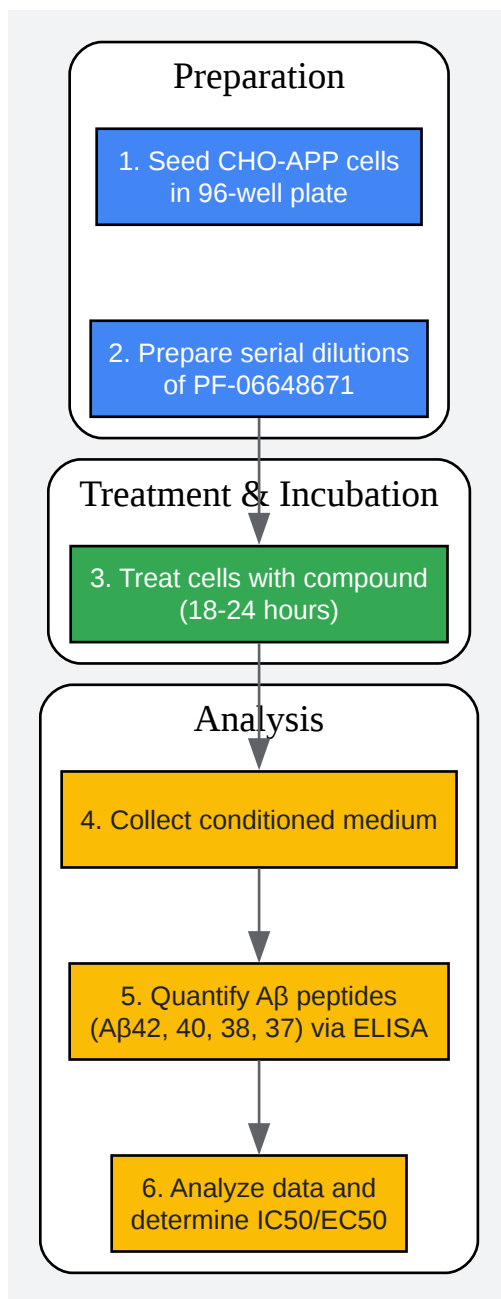 Preparation
1. Seed CHO-APP cells
in 96-well plate
2. Prepare serial dilutions
of PF-06648671
Treatment & Incubation
3. Treat cells with compound
(18-24 hours)
Analysis
4. Collect conditioned medium
5. Quantify Aβ peptides
(Aβ42, 40, 38, 37) via ELISA
6. Analyze data and
determine IC50/EC50